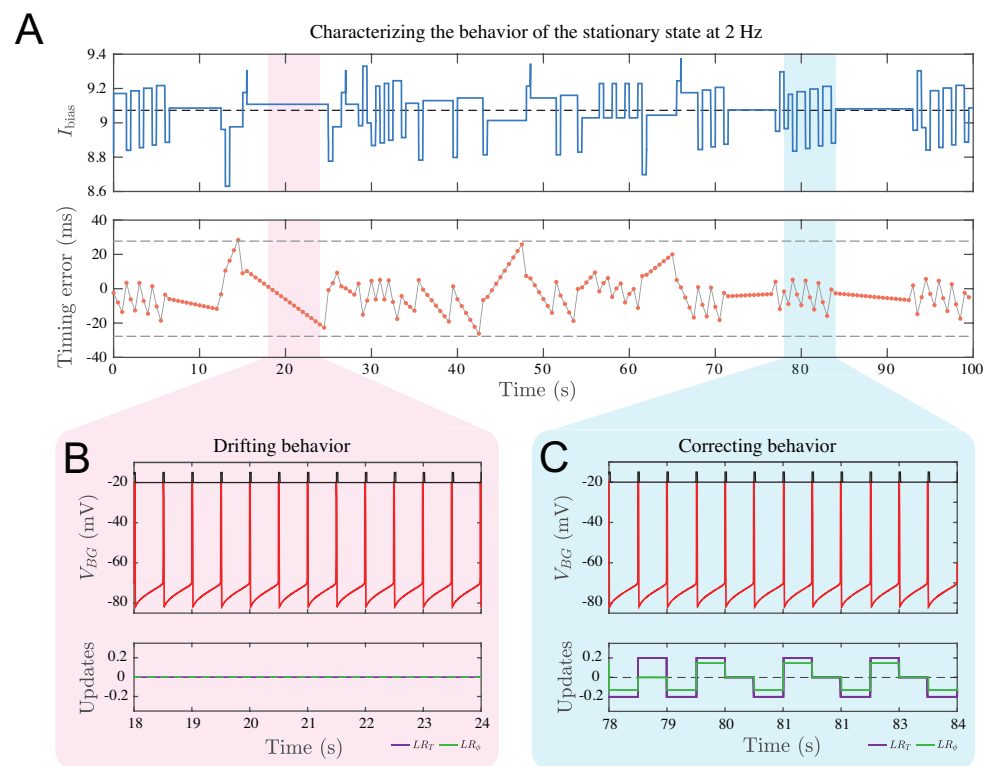 A
Characterizing the behavior of the stationary state at 2 Hz
I_bias
9.4
9.2
9
8.8
8.6
Timing error (ms)
40
20
0
-20
-40
0 10 20 30 40 50 60 70 80 90 100
Time (s)
B
Drifting behavior
V_BG (mV)
-20
-40
-60
-80
Updates
0.2
0
-0.2
18 19 20 21 22 23 24
Time (s)
LR_T LR_ϕ
C
Correcting behavior
V_BG (mV)
-20
-40
-60
-80
Updates
0.2
0
-0.2
78 79 80 81 81 83 84
Time (s)
LR_T LR_ϕ